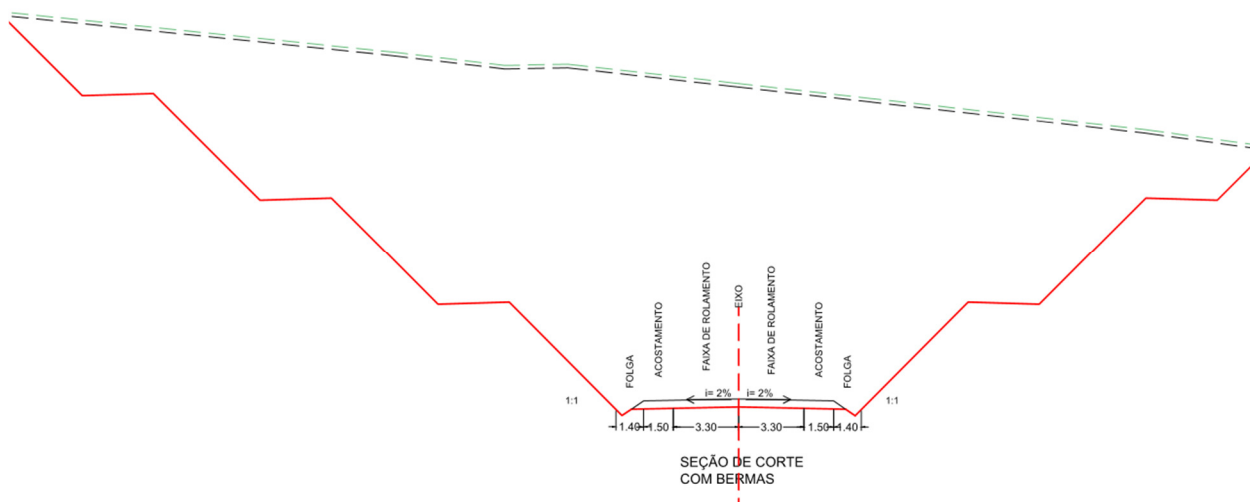 FOLGA
ACOSTAMENTO
FAIXA DE ROLAMENTO
EIXO
FAIXA DE ROLAMENTO
ACOSTAMENTO
FOLGA
1:1
i= 2%
i= 2%
1:1
1.40
1.50
3.30
3.30
1.50
1.40
SEÇÃO DE CORTE
COM BERMAS